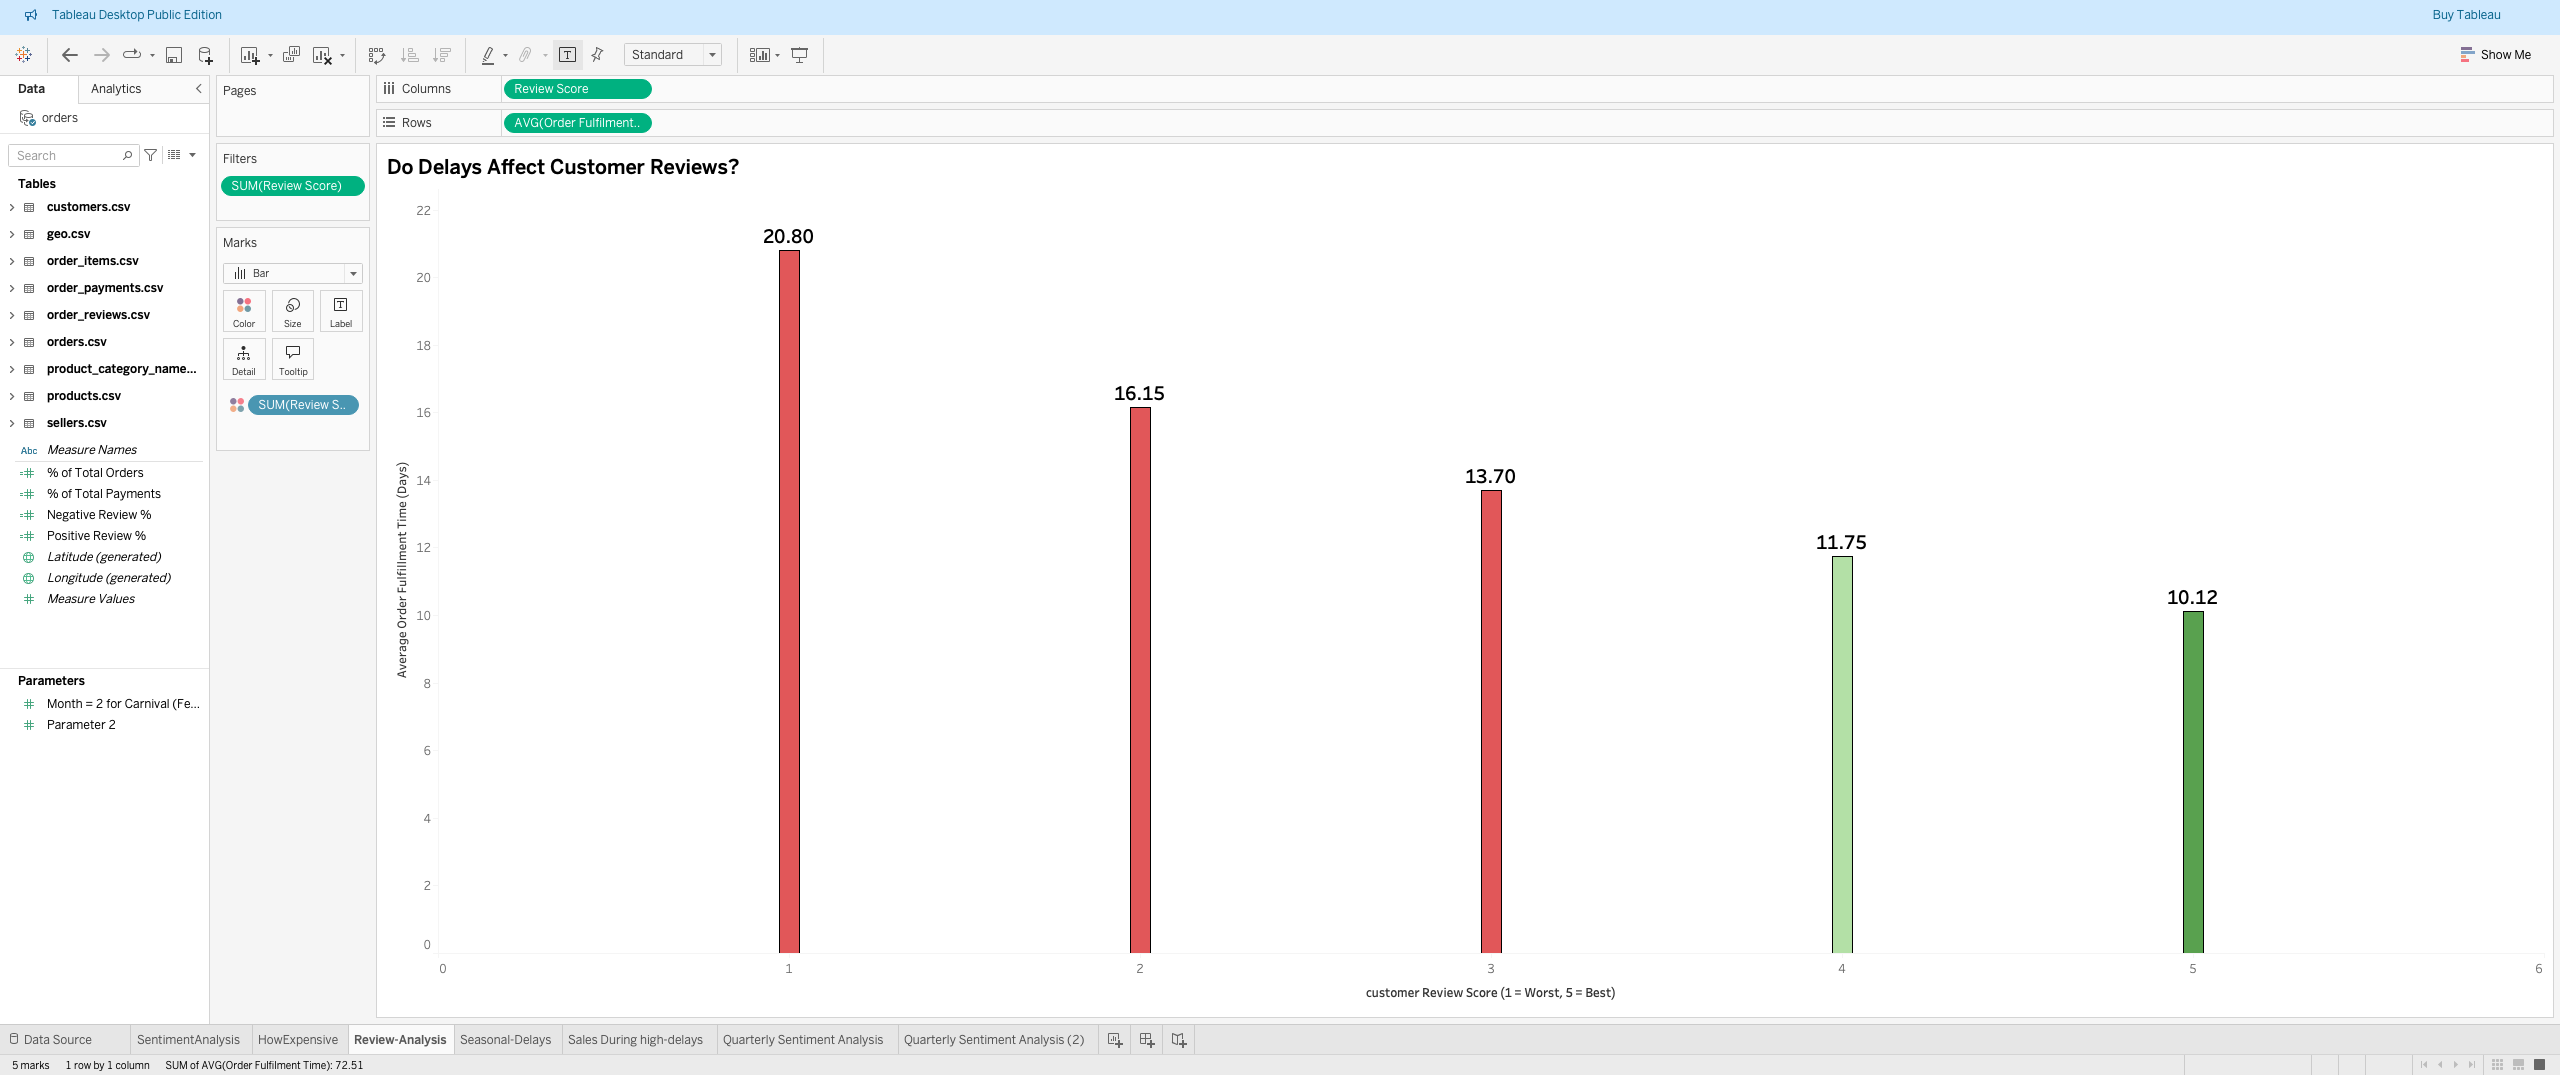 Tableau Desktop Public Edition
Buy Tableau
Standard
Show Me
Data
Analytics
orders
Search
Tables
customers.csv
geo.csv
order_items.csv
order_payments.csv
order_reviews.csv
orders.csv
product_category_name...
products.csv
sellers.csv
Abc Measure Names
% of Total Orders
% of Total Payments
Negative Review %
Positive Review %
Latitude (generated)
Longitude (generated)
Measure Values
Parameters
Month = 2 for Carnival (Fe...
Parameter 2
Pages
Filters
SUM(Review Score)
Marks
Bar
Color Size Label
Detail Tooltip
SUM(Review S..
Columns Review Score
Rows AVG(Order Fulfilment..
Do Delays Affect Customer Reviews?
Average Order Fulfillment Time (Days)
22
20
18
16
14
12
10
8
6
4
2
0
20.80
16.15
13.70
11.75
10.12
0 1 2 3 4 5 6
customer Review Score (1 = Worst, 5 = Best)
Data Source SentimentAnalysis HowExpensive Review-Analysis Seasonal-Delays Sales During high-delays Quarterly Sentiment Analysis Quarterly Sentiment Analysis (2)
5 marks 1 row by 1 column SUM of AVG(Order Fulfilment Time): 72.51